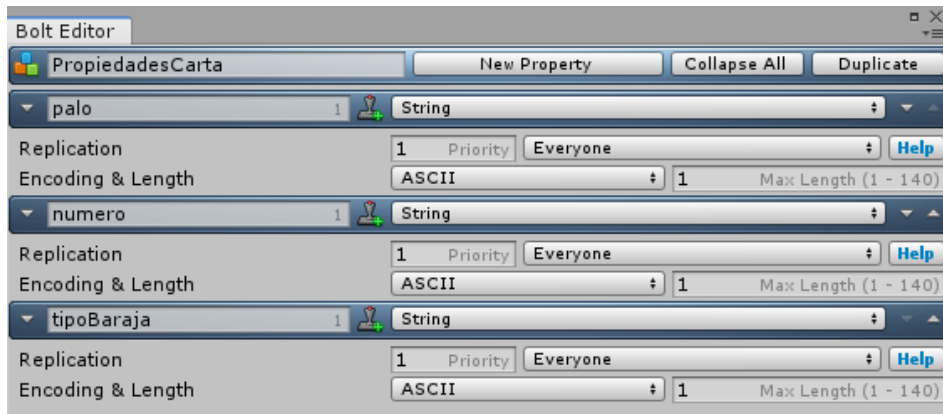 Bolt Editor
PropiedadesCarta New Property Collapse All Duplicate
palo 1 String
Replication 1 Priority Everyone Help
Encoding & Length ASCII 1 Max Length (1 - 140)
numero 1 String
Replication 1 Priority Everyone Help
Encoding & Length ASCII 1 Max Length (1 - 140)
tipoBaraja 1 String
Replication 1 Priority Everyone Help
Encoding & Length ASCII 1 Max Length (1 - 140)